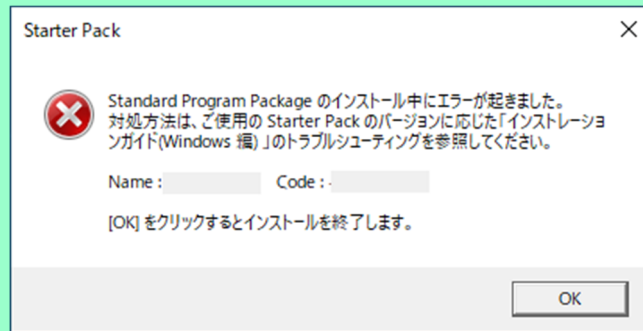 Starter Pack
Standard Program Package のインストール中にエラーが起きました。
対処方法は、ご使用の Starter Pack のバージョンに応じた「インストレーショ
ンガイド(Windows 編) 」のトラブルシューティングを参照してください。
Name : Code :
[OK] をクリックするとインストールを終了します。
OK